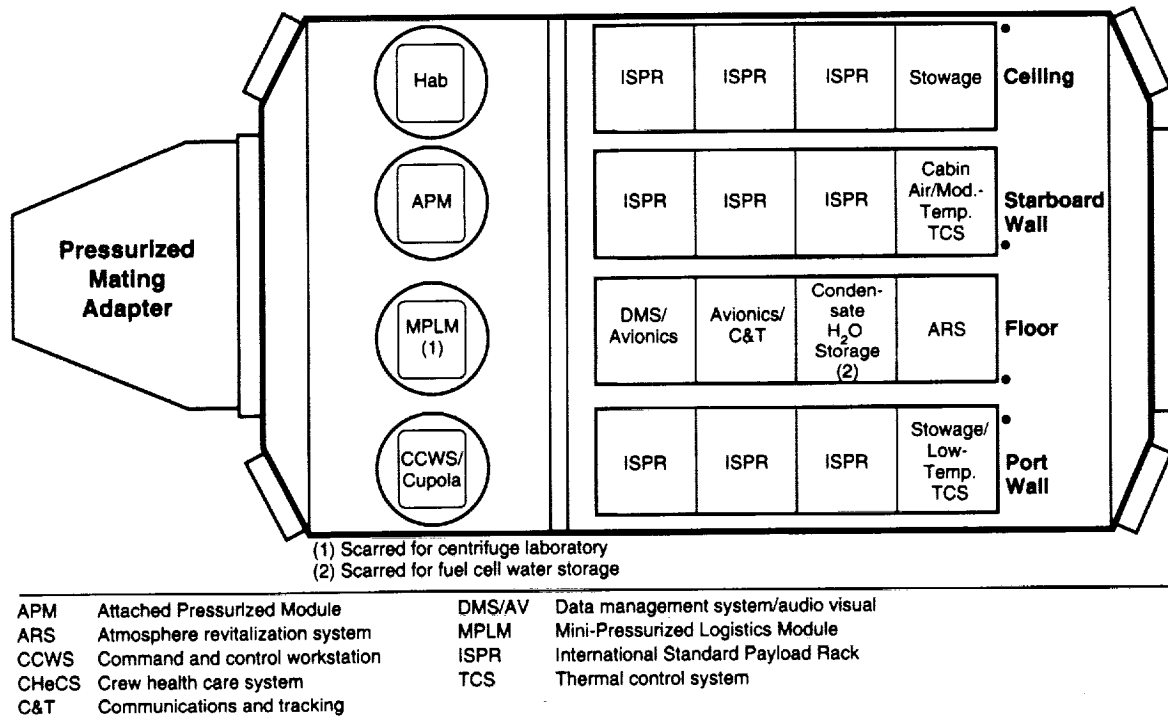 Hab
ISPR
ISPR
ISPR
Stowage
Ceiling
APM
ISPR
ISPR
ISPR
Cabin
Air/Mod.-
Temp.
TCS
Starboard
Wall
Pressurized
Mating
Adapter
MPLM
(1)
DMS/
Avionics
Avionics/
C&T
Conden-
sate
H2O
Storage
(2)
ARS
Floor
CCWS/
Cupola
ISPR
ISPR
ISPR
Stowage/
Low-
Temp.
TCS
Port
Wall
(1) Scarred for centrifuge laboratory
(2) Scarred for fuel cell water storage
APM Attached Pressurized Module
ARS Atmosphere revitalization system
CCWS Command and control workstation
CHeCS Crew health care system
C&T Communications and tracking
DMS/AV Data management system/audio visual
MPLM Mini-Pressurized Logistics Module
ISPR International Standard Payload Rack
TCS Thermal control system